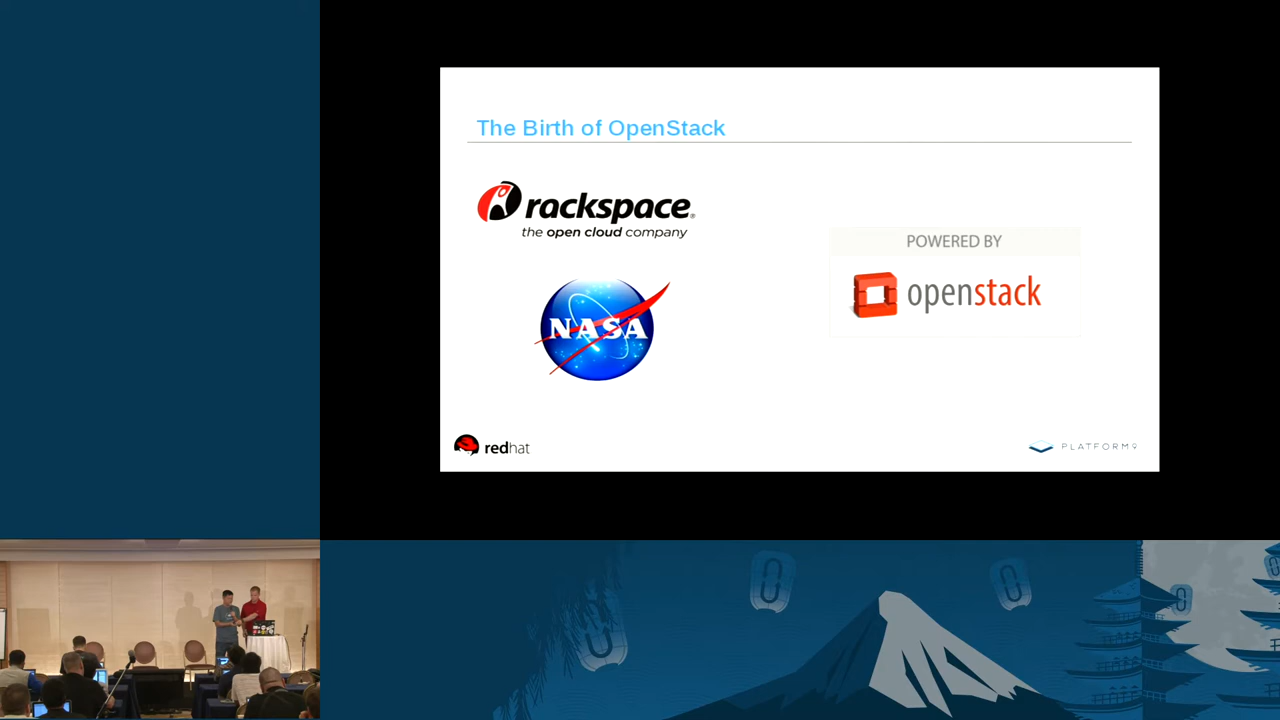 The Birth of OpenStack
rackspace®
the open cloud company
NASA
POWERED BY
openstack
redhat
PLATFORM9